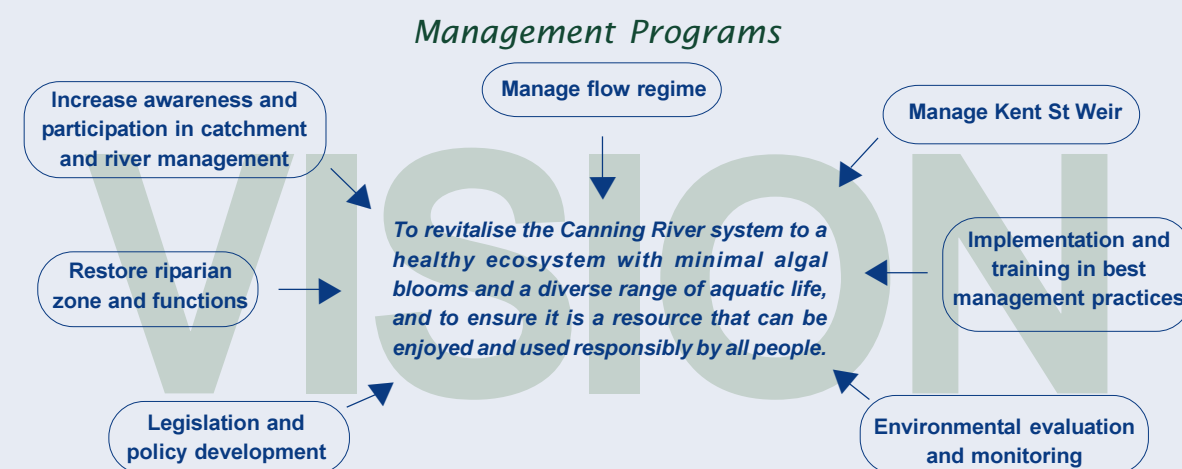 Management Programs
Increase awareness and
participation in catchment
and river management
Manage flow regime
Manage Kent St Weir
VISION
To revitalise the Canning River system to a
healthy ecosystem with minimal algal
blooms and a diverse range of aquatic life,
and to ensure it is a resource that can be
enjoyed and used responsibly by all people.
Restore riparian
zone and functions
Implementation and
training in best
management practices
Legislation and
policy development
Environmental evaluation
and monitoring